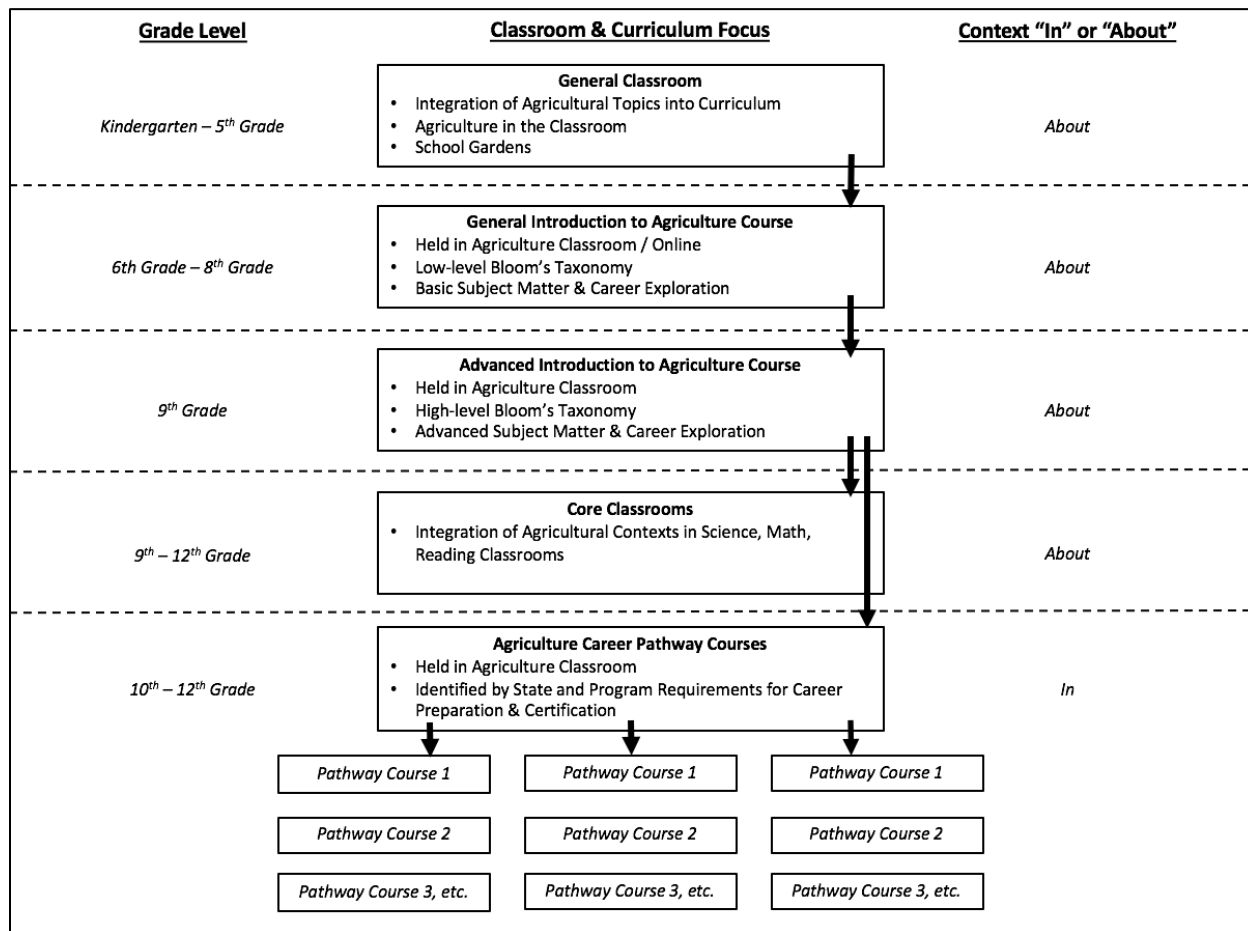 Grade Level
Classroom & Curriculum Focus
Context “In” or “About”
General Classroom
• Integration of Agricultural Topics into Curriculum
Kindergarten – 5th Grade
• Agriculture in the Classroom
About
• School Gardens
General Introduction to Agriculture Course
• Held in Agriculture Classroom / Online
6th Grade – 8th Grade
• Low-level Bloom’s Taxonomy
About
• Basic Subject Matter & Career Exploration
Advanced Introduction to Agriculture Course
• Held in Agriculture Classroom
9th Grade
• High-level Bloom’s Taxonomy
About
• Advanced Subject Matter & Career Exploration
Core Classrooms
• Integration of Agricultural Contexts in Science, Math,
Reading Classrooms
9th – 12th Grade
About
Agriculture Career Pathway Courses
• Held in Agriculture Classroom
10th – 12th Grade
• Identified by State and Program Requirements for Career
Preparation & Certification
In
Pathway Course 1
Pathway Course 1
Pathway Course 1
Pathway Course 2
Pathway Course 2
Pathway Course 2
Pathway Course 3, etc.
Pathway Course 3, etc.
Pathway Course 3, etc.